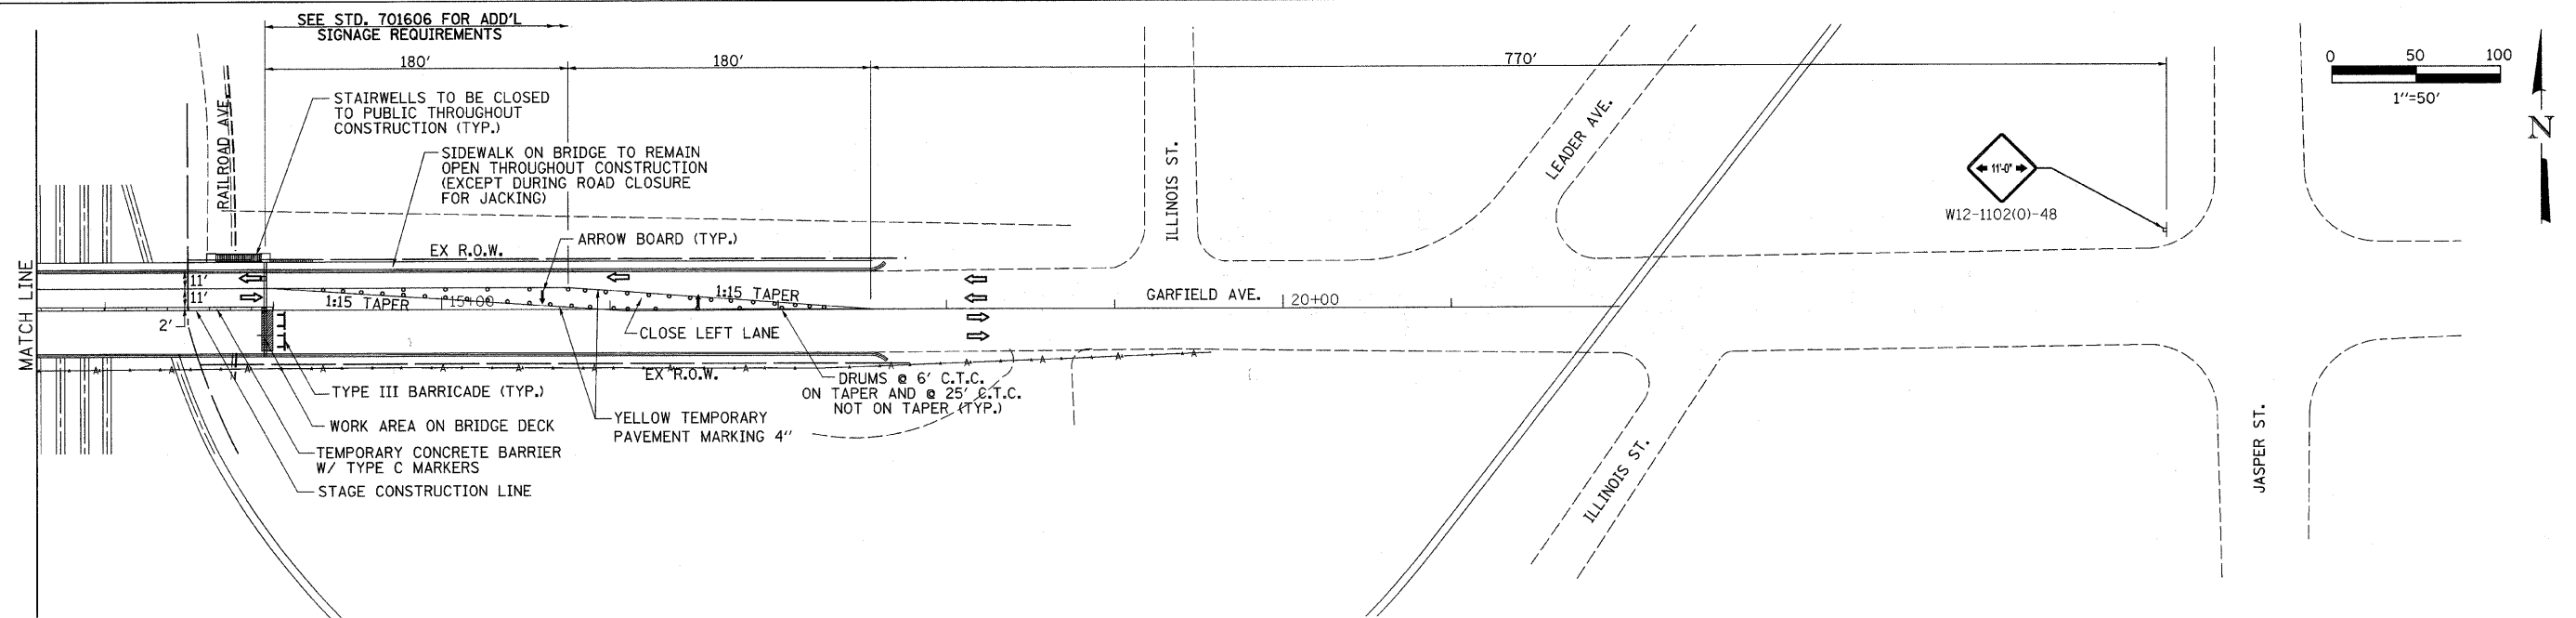 SEE STD. 701606 FOR ADD'L
SIGNAGE REQUIREMENTS
180'
180'
770'
0 50 100
1"=50'
N
RAILROAD AVE.
STAIRWELLS TO BE CLOSED
TO PUBLIC THROUGHOUT
CONSTRUCTION (TYP.)
SIDEWALK ON BRIDGE TO REMAIN
OPEN THROUGHOUT CONSTRUCTION
(EXCEPT DURING ROAD CLOSURE
FOR JACKING)
ILLINOIS ST.
LEADER AVE.
11'-0"
W12-1102(O)-48
ARROW BOARD (TYP.)
EX R.O.W.
MATCH LINE
11'
11'
2'
1:15 TAPER
15+00
1:15 TAPER
GARFIELD AVE.
20+00
CLOSE LEFT LANE
EX R.O.W.
DRUMS @ 6' C.T.C.
ON TAPER AND @ 25' C.T.C.
NOT ON TAPER (TYP.)
TYPE III BARRICADE (TYP.)
YELLOW TEMPORARY
PAVEMENT MARKING 4"
WORK AREA ON BRIDGE DECK
TEMPORARY CONCRETE BARRIER
W/ TYPE C MARKERS
STAGE CONSTRUCTION LINE
ILLINOIS ST.
JASPER ST.